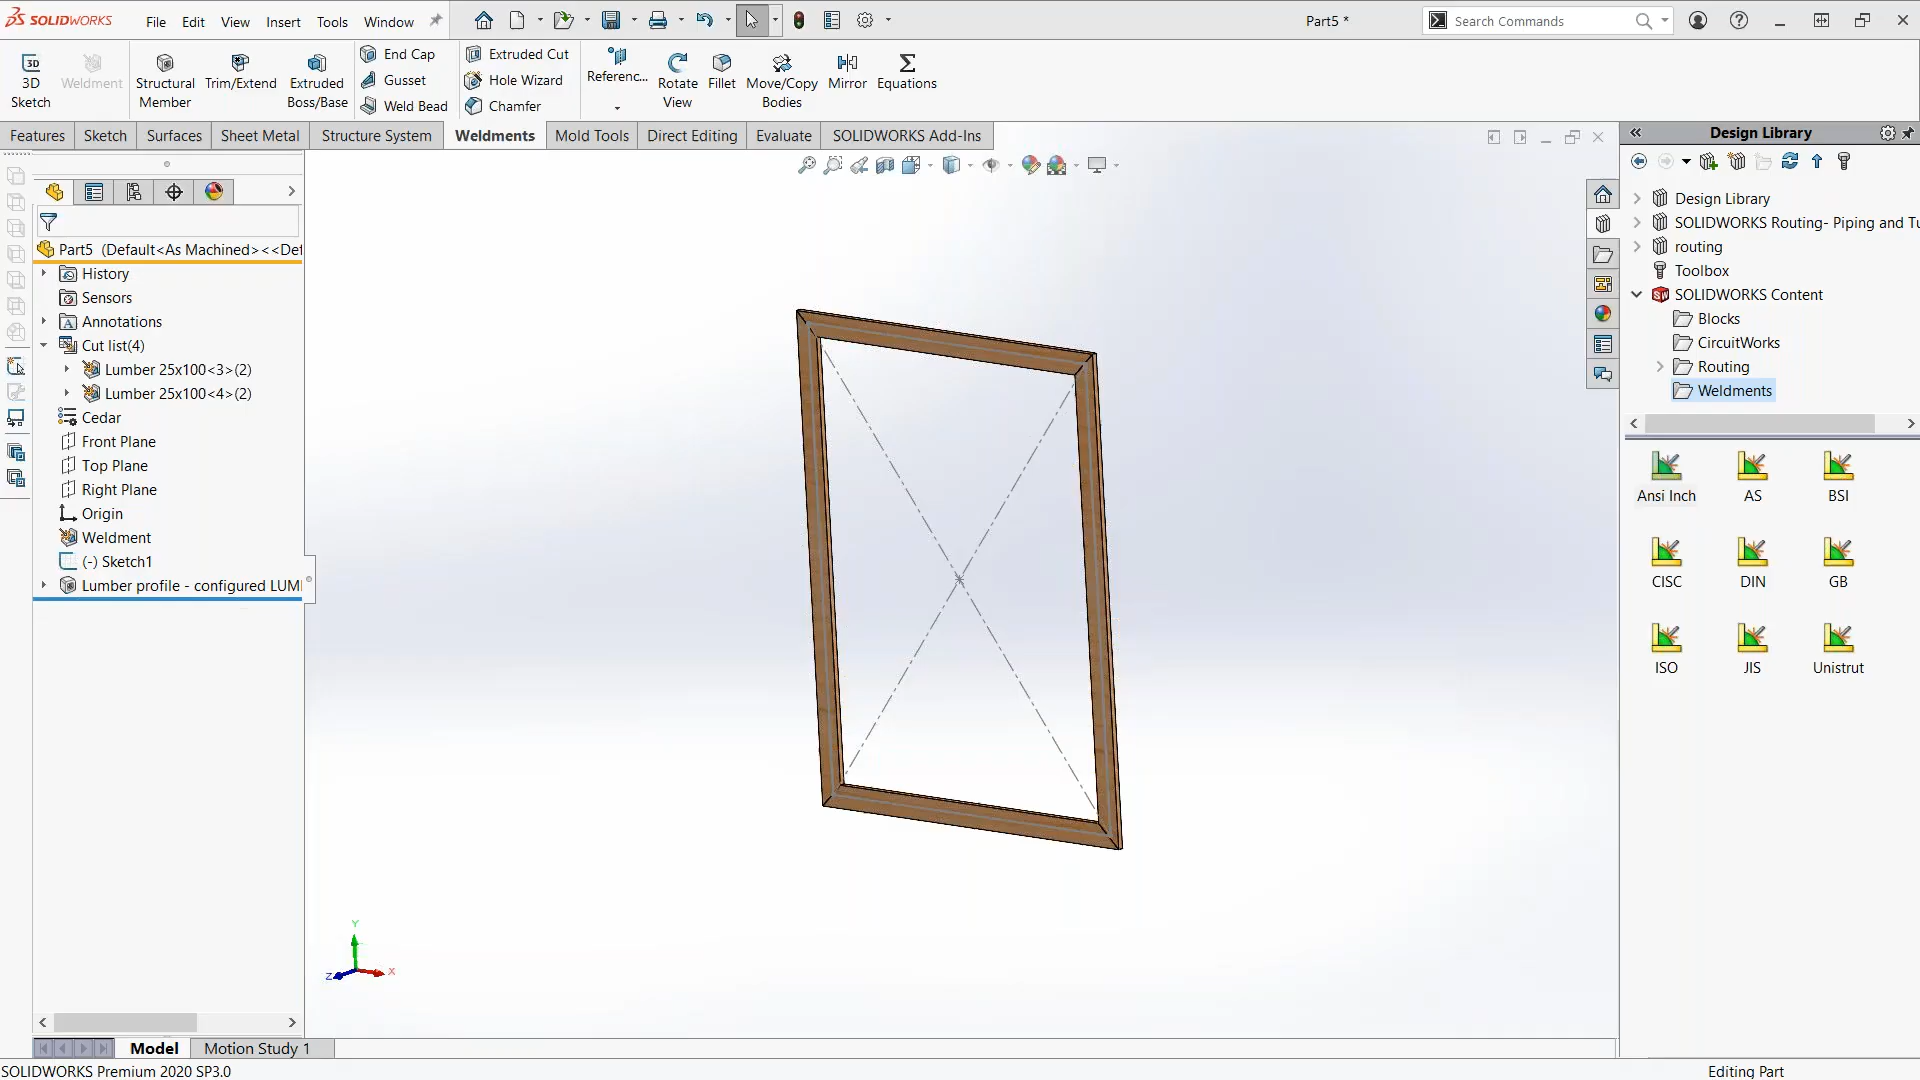 SOLIDWORKS
File Edit View Insert Tools Window
Part5 *
Search Commands
3D
3D
Sketch
Weldment
Structural
Member
Trim/Extend
Extruded
Boss/Base
End Cap
Gusset
Weld Bead
Extruded Cut
Hole Wizard
Chamfer
Referenc...
Rotate
View
Fillet
Move/Copy
Bodies
Mirror
Equations
Features Sketch Surfaces Sheet Metal Structure System Weldments Mold Tools Direct Editing Evaluate SOLIDWORKS Add-Ins
Part5 (Default<As Machined><<Def
History
Sensors
Annotations
Cut list(4)
Lumber 25x100<3>(2)
Lumber 25x100<4>(2)
Cedar
Front Plane
Top Plane
Right Plane
Origin
Weldment
(-) Sketch1
Lumber profile - configured LUM
Y
Z
X
Design Library
Design Library
SOLIDWORKS Routing- Piping and Tu
routing
Toolbox
SOLIDWORKS Content
Blocks
CircuitWorks
Routing
Weldments
Ansi Inch AS BSI
CISC DIN GB
ISO JIS Unistrut
Model Motion Study 1
SOLIDWORKS Premium 2020 SP3.0
Editing Part